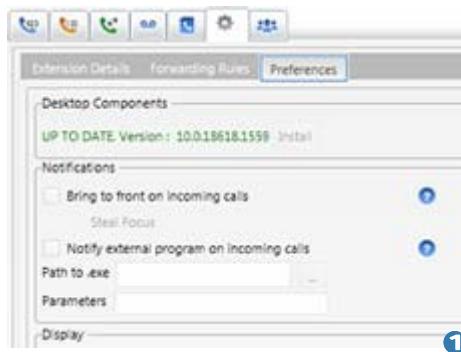 Extension Details Forwarding Rules Preferences
Desktop Components
UP TO DATE. Version : 10.0.18618.1559 Install
Notifications
Bring to front on incoming calls
Steal Focus
Notify external program on incoming calls
Path to .exe ...
Parameters
Display
1